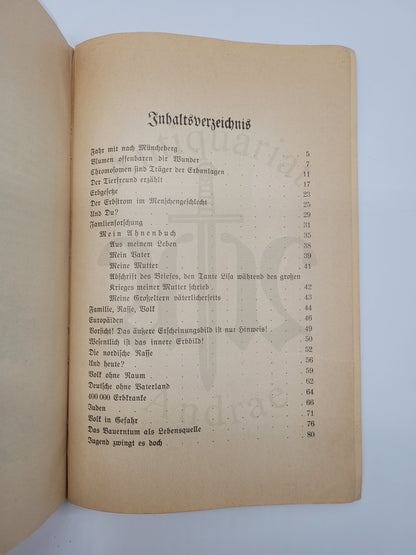 Inhaltsverzeichnis
Fahr mit nach Müncheberg . . . 5
Blumen offenbaren dir Wunder . . . 7
Chromosomen sind Träger der Erbanlagen . . . 11
Der Tierfreund erzählt . . . 17
Erbgesetze . . . 23
Der Erbstrom im Menschengeschlecht . . . 25
Und Du? . . . 29
Familienforschung . . . 31
Mein Ahnenbuch . . . 35
Aus meinem Leben . . . 38
Mein Vater . . . 39
Meine Mutter . . . 41
Abschrift des Briefes, den Tante Lisa während des großen
Krieges meiner Mutter schrieb . . . 42
Meine Großeltern väterlicherseits . . . 43
Familie, Rasse, Volk . . . 44
Europäiden . . . 46
Vorsicht! Das äußere Erscheinungsbild ist nur Hinweis! . . . 49
Wesentlich ist das innere Erbbild! . . . 50
Die nordische Rasse . . . 52
Und heute? . . . 56
Volk ohne Raum . . . 60
Deutsche ohne Vaterland . . . 62
400 000 Erbkranke . . . 64
Juden . . . 66
Volk in Gefahr . . . 71
Das Bauerntum als Lebensquelle . . . 76
Jugend zwingt es doch . . . 80
Andrae